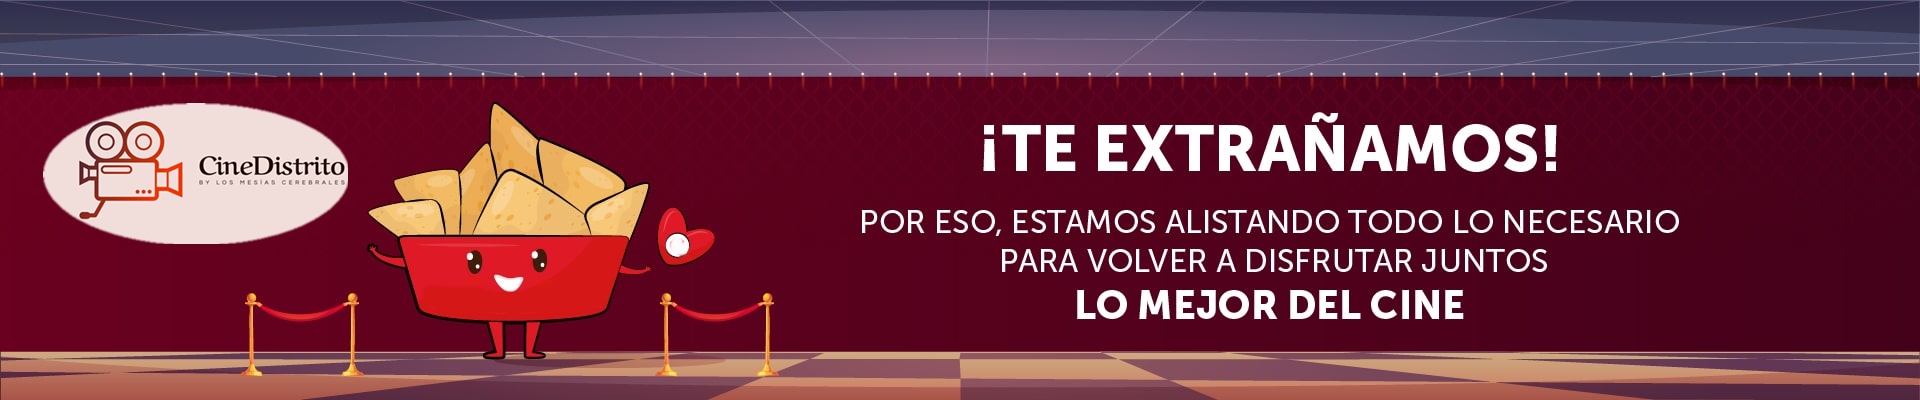 CineDistrito
BY LOS MESÍAS CEREBRALES
¡TE EXTRAÑAMOS!
POR ESO, ESTAMOS ALISTANDO TODO LO NECESARIO
PARA VOLVER A DISFRUTAR JUNTOS
LO MEJOR DEL CINE